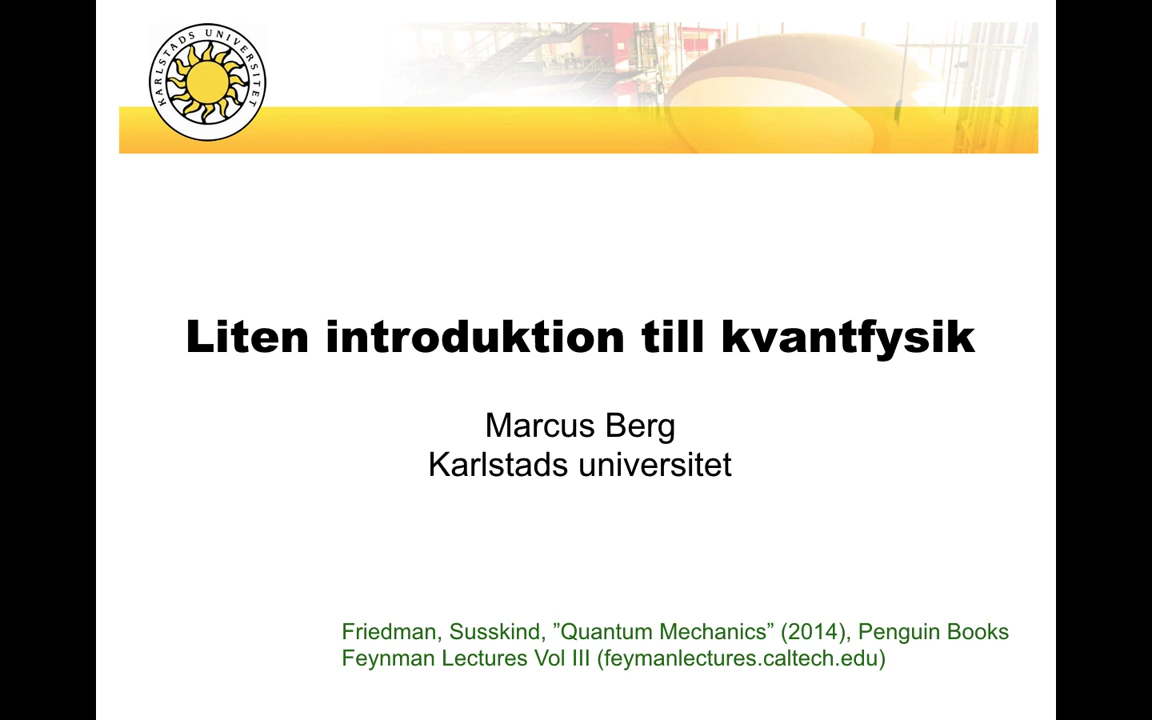 KARLSTADS UNIVERSITET
Liten introduktion till kvantfysik
Marcus Berg
Karlstads universitet
Friedman, Susskind, ”Quantum Mechanics” (2014), Penguin Books
Feynman Lectures Vol III (feymanlectures.caltech.edu)